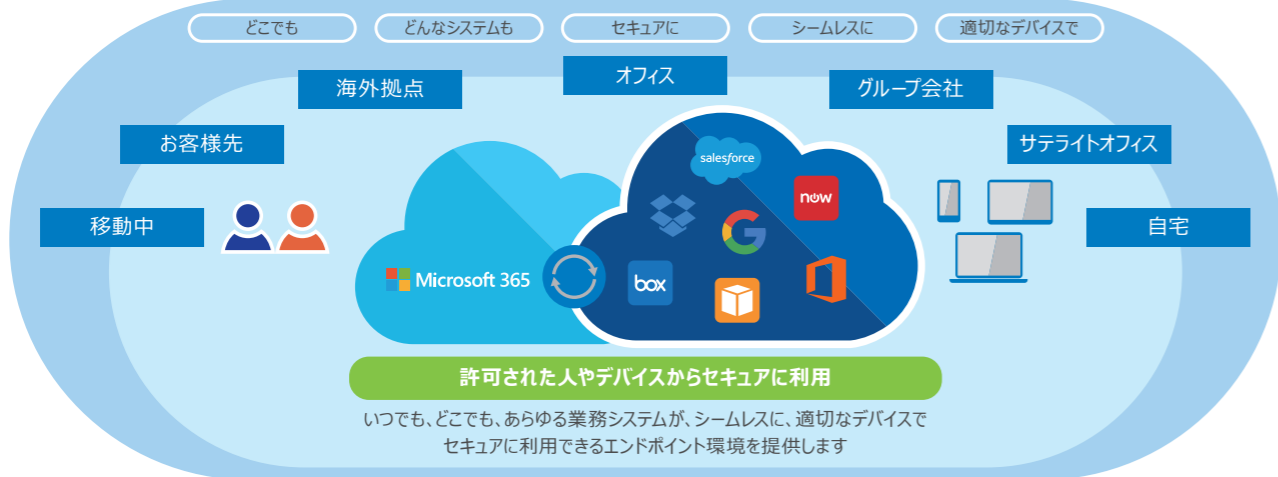 どこでも
どんなシステムも
セキュアに
シームレスに
適切なデバイスで
オフィス
海外拠点
グループ会社
お客様先
サテライトオフィス
移動中
自宅
salesforce
now
Microsoft 365
box
許可された人やデバイスからセキュアに利用
いつでも、どこでも、あらゆる業務システムが、シームレスに、適切なデバイスで
セキュアに利用できるエンドポイント環境を提供します